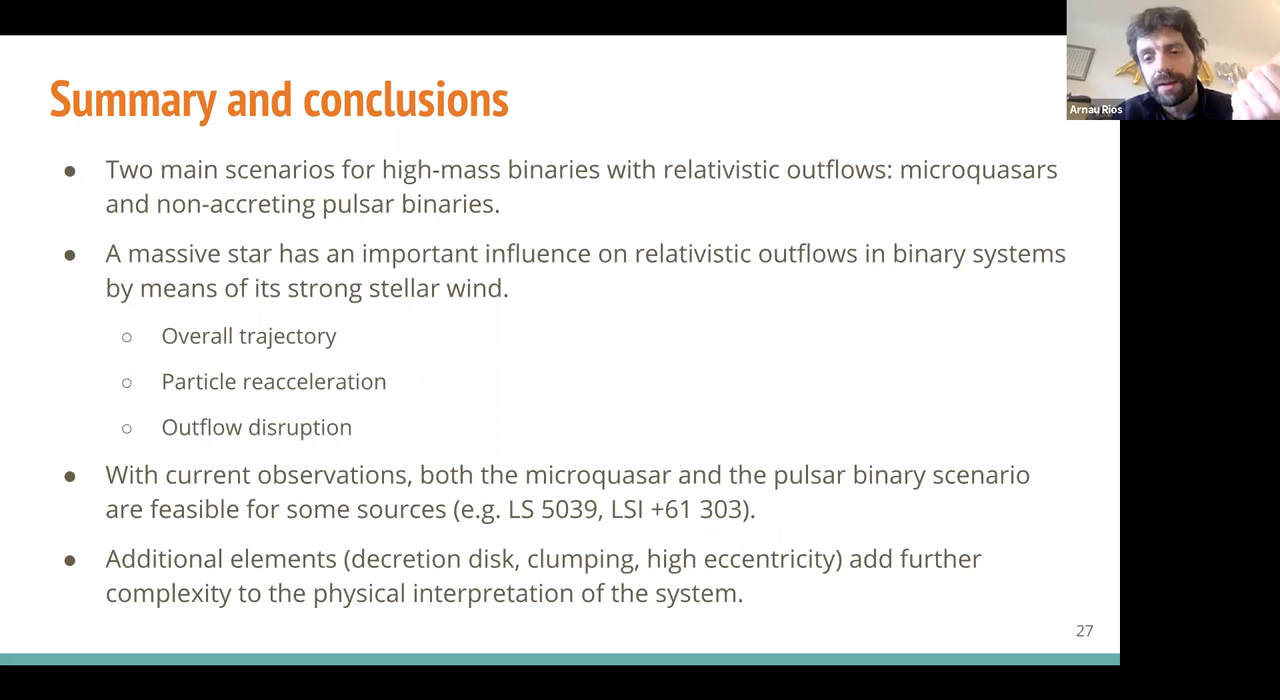 Summary and conclusions
Arnau Rios
● Two main scenarios for high-mass binaries with relativistic outflows: microquasars
and non-accreting pulsar binaries.
● A massive star has an important influence on relativistic outflows in binary systems
by means of its strong stellar wind.
○ Overall trajectory
○ Particle reacceleration
○ Outflow disruption
● With current observations, both the microquasar and the pulsar binary scenario
are feasible for some sources (e.g. LS 5039, LSI +61 303).
● Additional elements (decretion disk, clumping, high eccentricity) add further
complexity to the physical interpretation of the system.
27